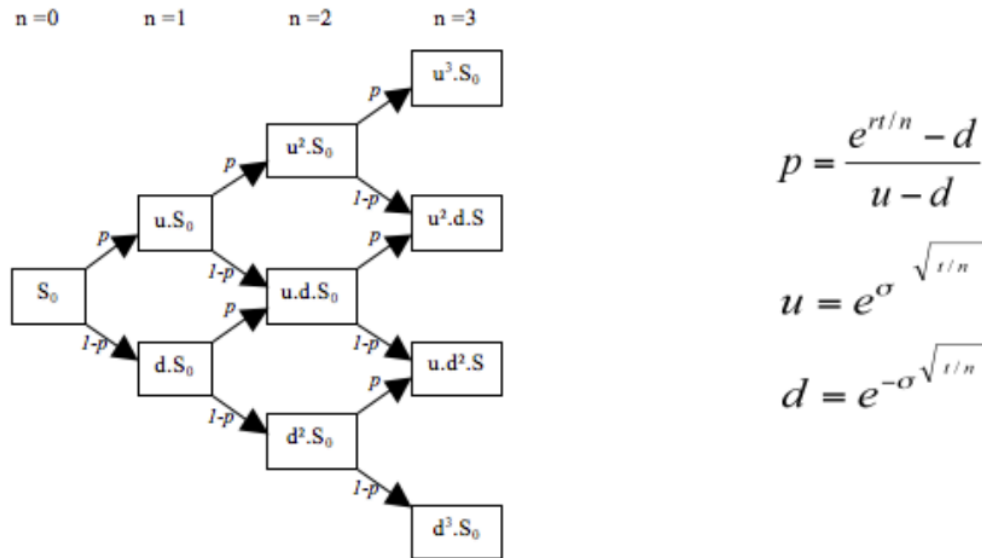 n =0 n =1 n =2 n =3
u³.S₀
p
u².S₀
p 1-p
u.S₀ u².d.S
p 1-p p
S₀ u.d.S₀
1-p p 1-p
d.S₀ u.d².S
1-p p
d².S₀
1-p
d³.S₀
p = (e^{rt/n} - d) / (u - d)
u = e^{σ √(t/n)}
d = e^{-σ √(t/n)}